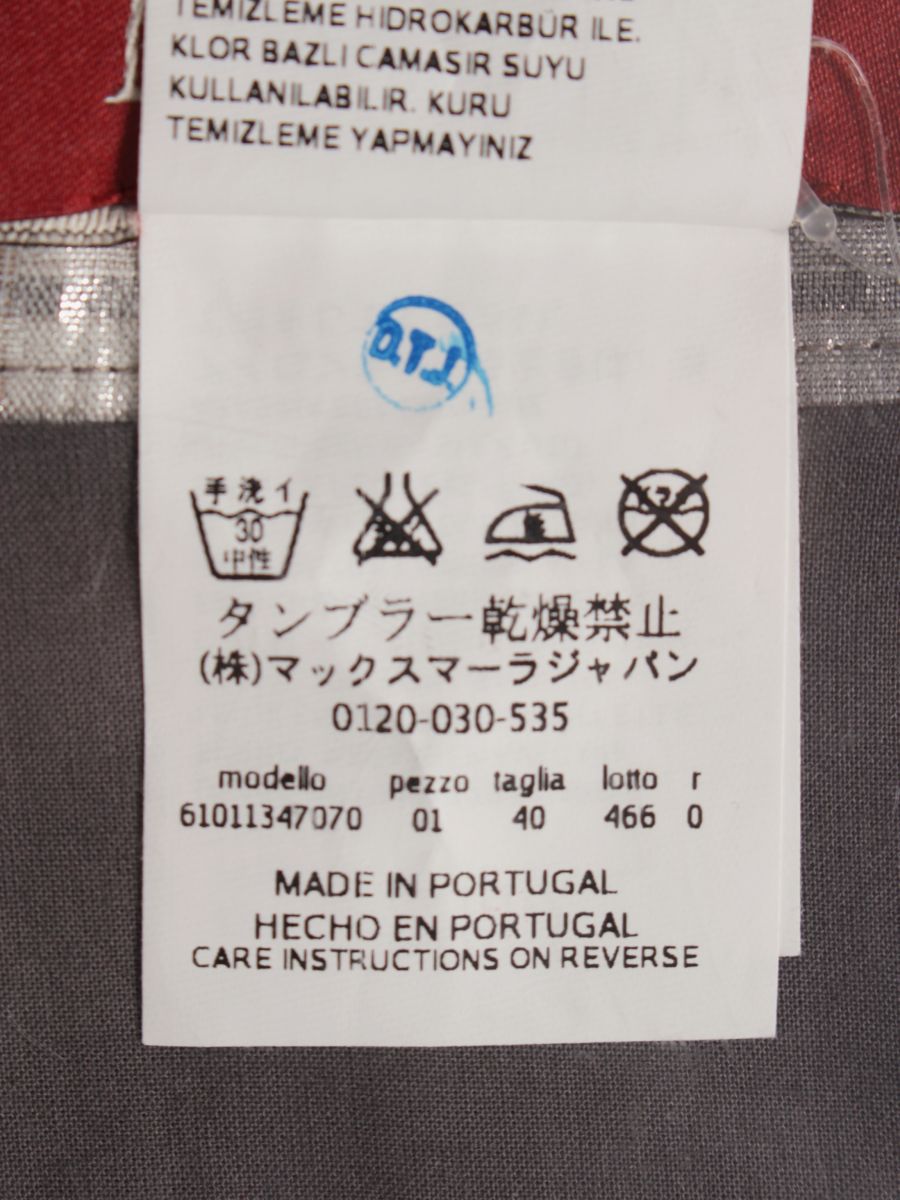 TEMIZLEME HIDROKARBÜR ILE.
KLOR BAZLI CAMASIR SUYU
KULLANILABILIR. KURU
TEMIZLEME YAPMAYINIZ
手洗イ
30
中性
タンブラー乾燥禁止
(株)マックスマーラジャパン
0120-030-535
modello pezzo taglia lotto r
61011347070 01 40 466 0
MADE IN PORTUGAL
HECHO EN PORTUGAL
CARE INSTRUCTIONS ON REVERSE